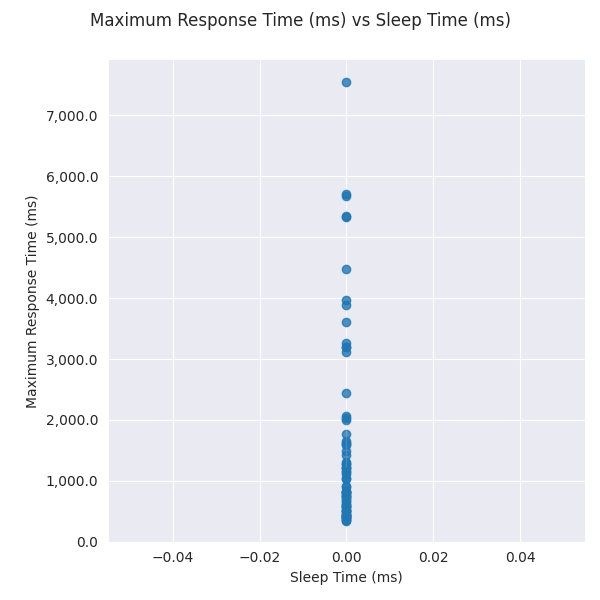 Maximum Response Time (ms) vs Sleep Time (ms)
7,000.0
6,000.0
5,000.0
4,000.0
3,000.0
2,000.0
1,000.0
0.0
Maximum Response Time (ms)
−0.04 −0.02 0.00 0.02 0.04
Sleep Time (ms)